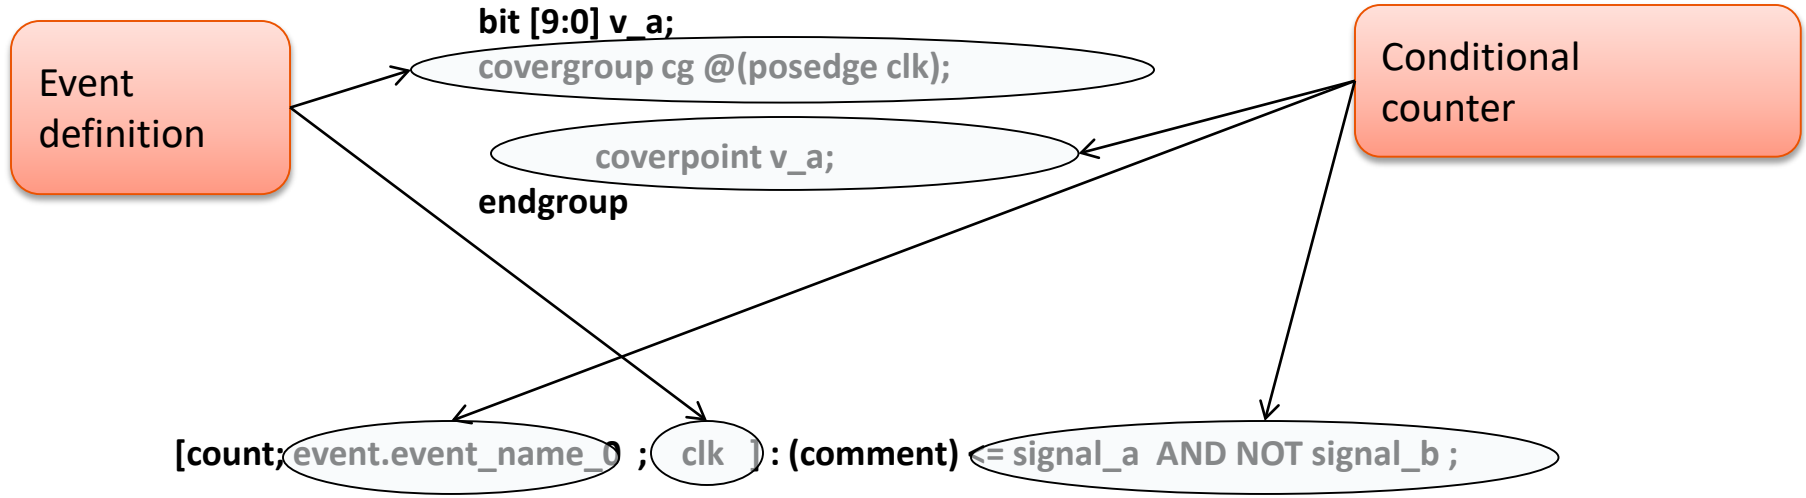 Event
definition
bit [9:0] v_a;
covergroup cg @(posedge clk);
coverpoint v_a;
endgroup
Conditional
counter
[count; event.event_name_0 ; clk ] : (comment) <= signal_a AND NOT signal_b ;